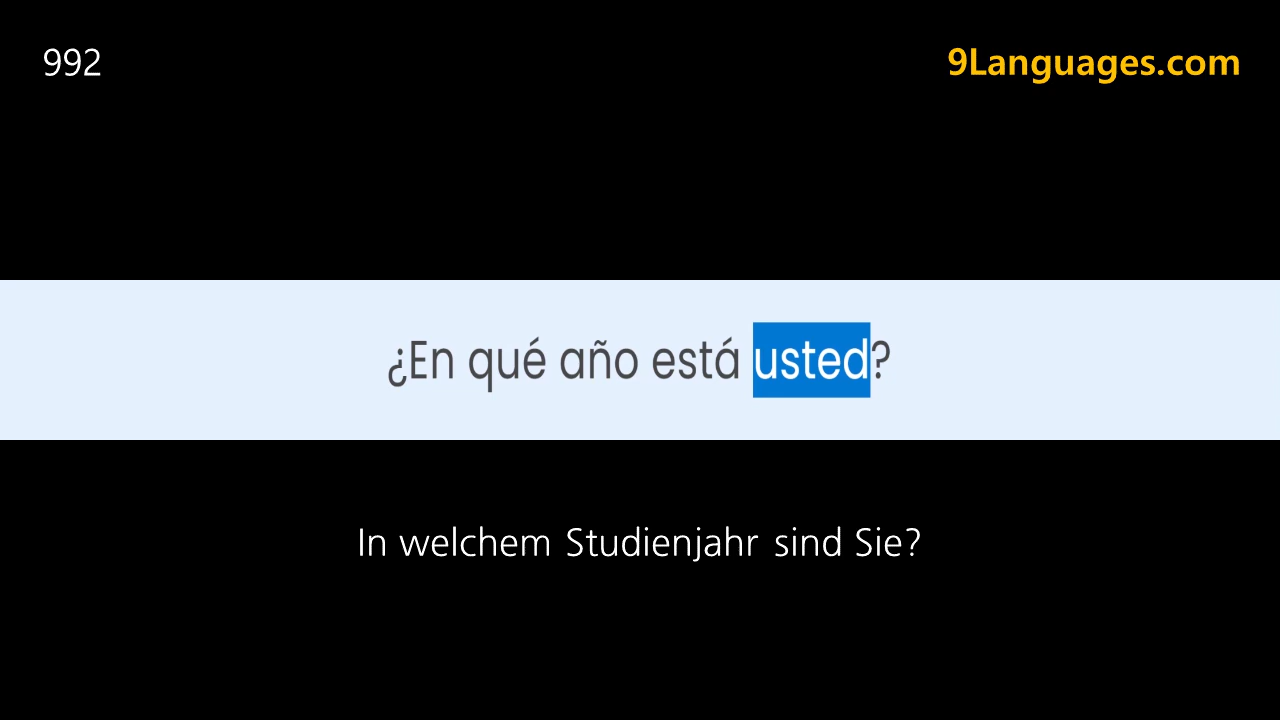 992
9Languages.com
¿En qué año está usted?
In welchem Studienjahr sind Sie?